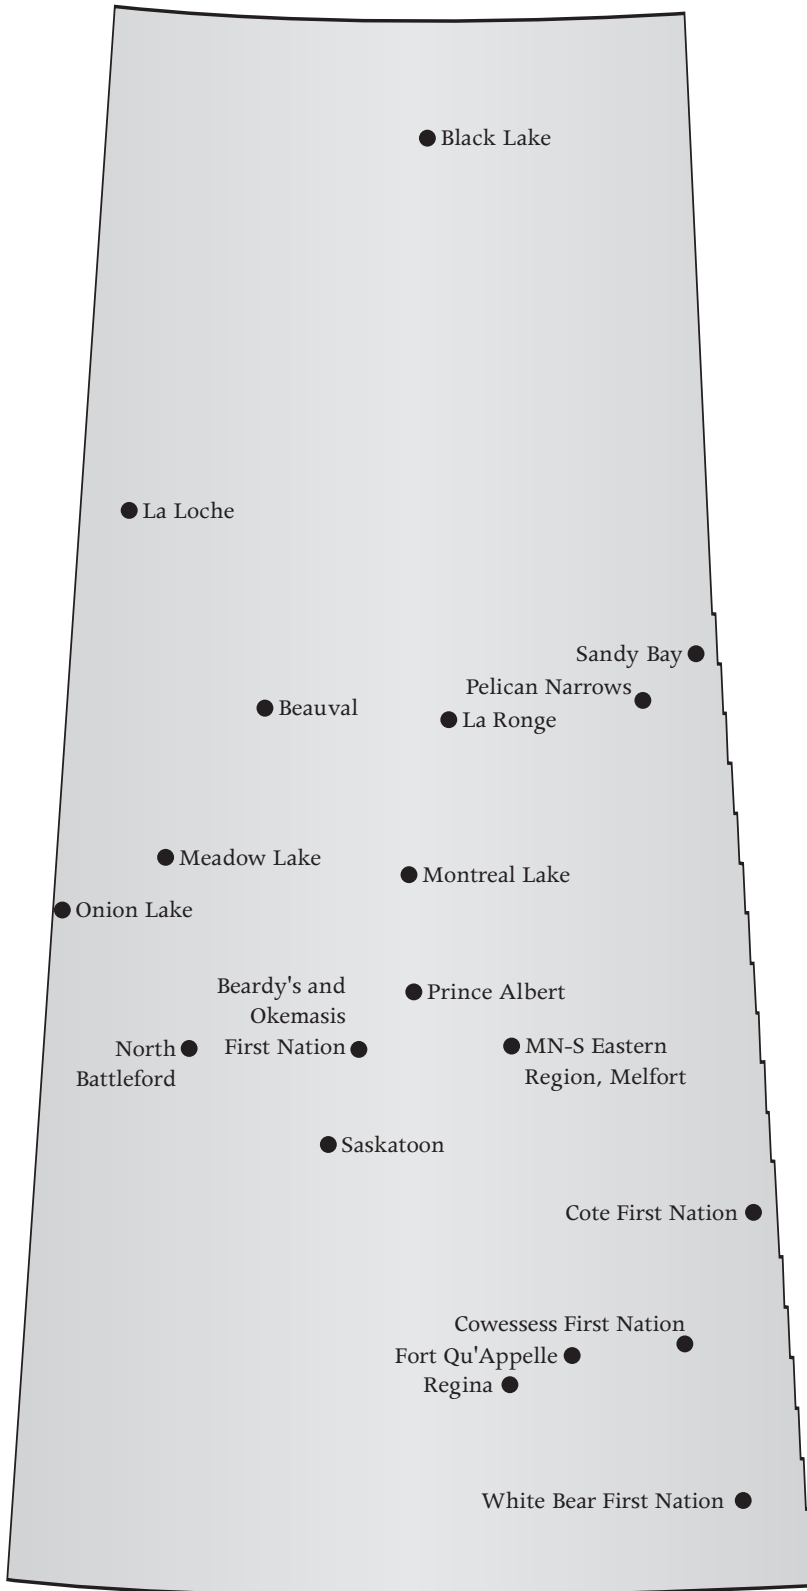 Black Lake
La Loche
Sandy Bay
Pelican Narrows
Beauval
La Ronge
Meadow Lake
Montreal Lake
Onion Lake
Beardy's and
Okemasis
First Nation
Prince Albert
North
Battleford
MN-S Eastern
Region, Melfort
Saskatoon
Cote First Nation
Cowessess First Nation
Fort Qu'Appelle
Regina
White Bear First Nation